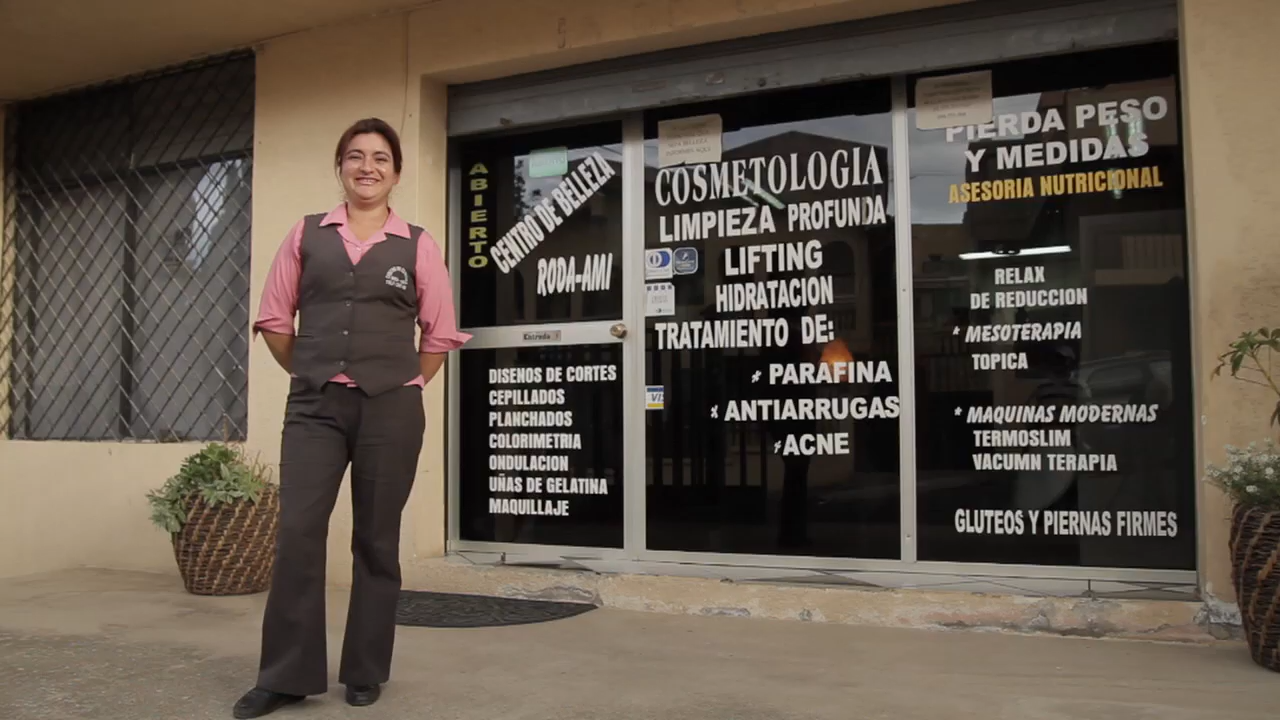 ABIERTO
CENTRO DE BELLEZA
RODA-AMI
Entrada
DISENOS DE CORTES
CEPILLADOS
PLANCHADOS
COLORIMETRIA
ONDULACION
UÑAS DE GELATINA
MAQUILLAJE
COSMETOLOGIA
LIMPIEZA PROFUNDA
LIFTING
HIDRATACION
TRATAMIENTO DE:
* PARAFINA
* ANTIARRUGAS
* ACNE
VISA
PIERDA PESO
Y MEDIDAS
ASESORIA NUTRICIONAL
RELAX
DE REDUCCION
* MESOTERAPIA
TOPICA
* MAQUINAS MODERNAS
TERMOSLIM
VACUMN TERAPIA
GLUTEOS Y PIERNAS FIRMES